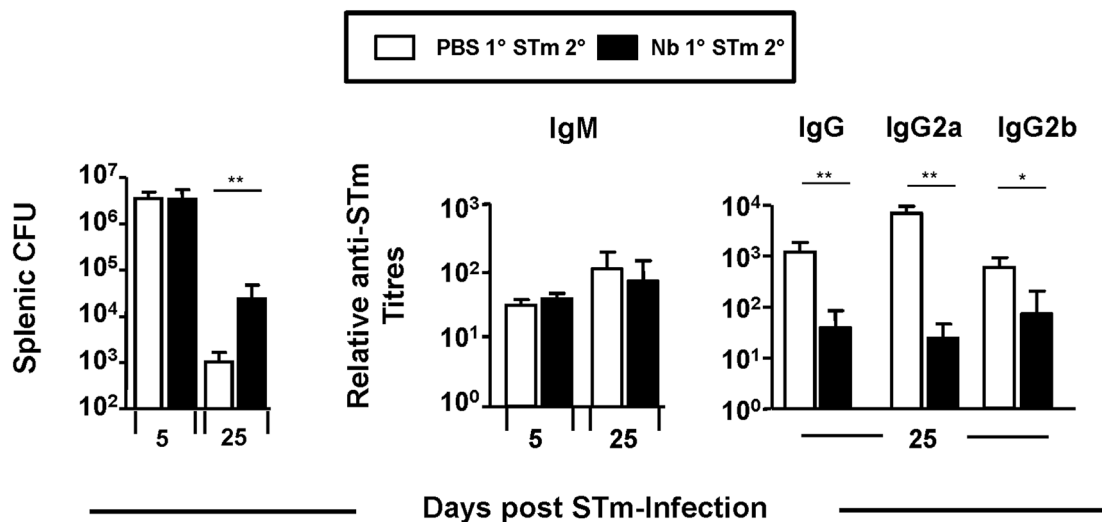 PBS 1° STm 2° Nb 1° STm 2°
IgM
IgG IgG2a IgG2b
Splenic CFU
10⁷
10⁶
10⁵
10⁴
10³
10²
**
5 25
Relative anti-STm
Titres
10³
10²
10¹
10⁰
5 25
10⁴
10³
10²
10¹
10⁰
** ** *
25
Days post STm-Infection